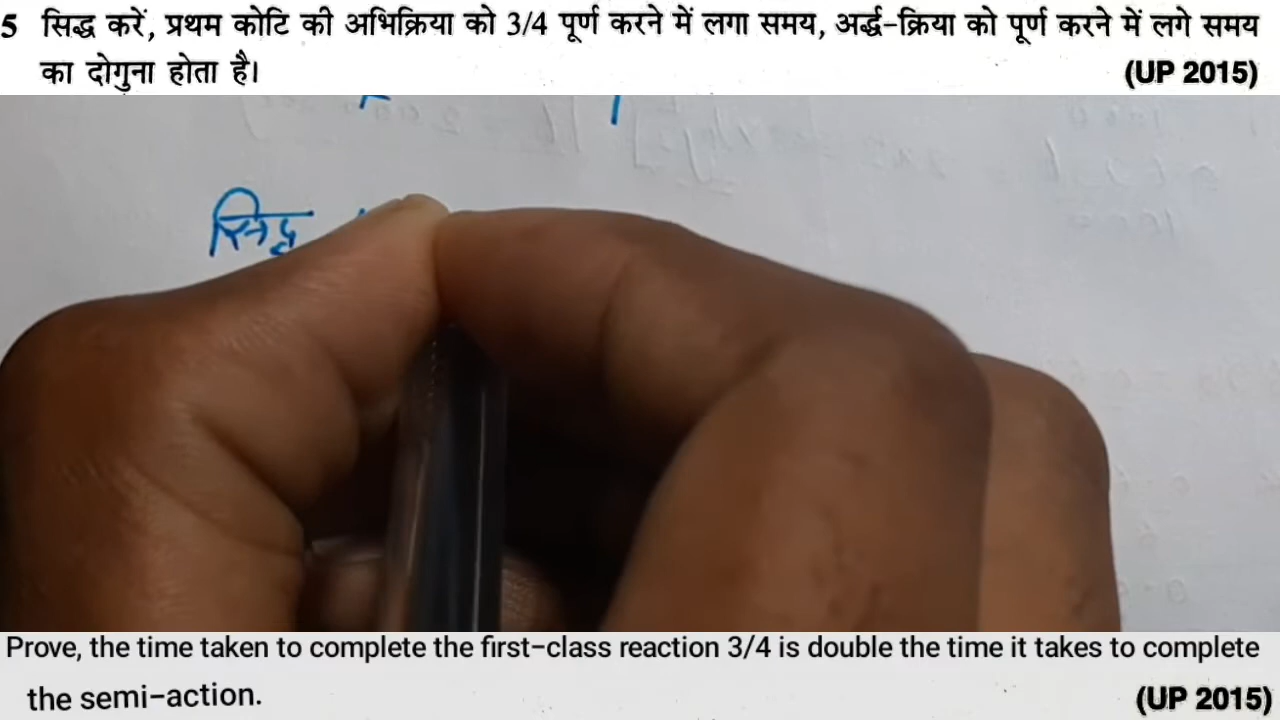 5 सिद्ध करें, प्रथम कोटि की अभिक्रिया को 3/4 पूर्ण करने में लगा समय, अर्द्ध-क्रिया को पूर्ण करने में लगे समय
का दोगुना होता है। (UP 2015)
सिद्ध
Prove, the time taken to complete the first-class reaction 3/4 is double the time it takes to complete
the semi-action. (UP 2015)